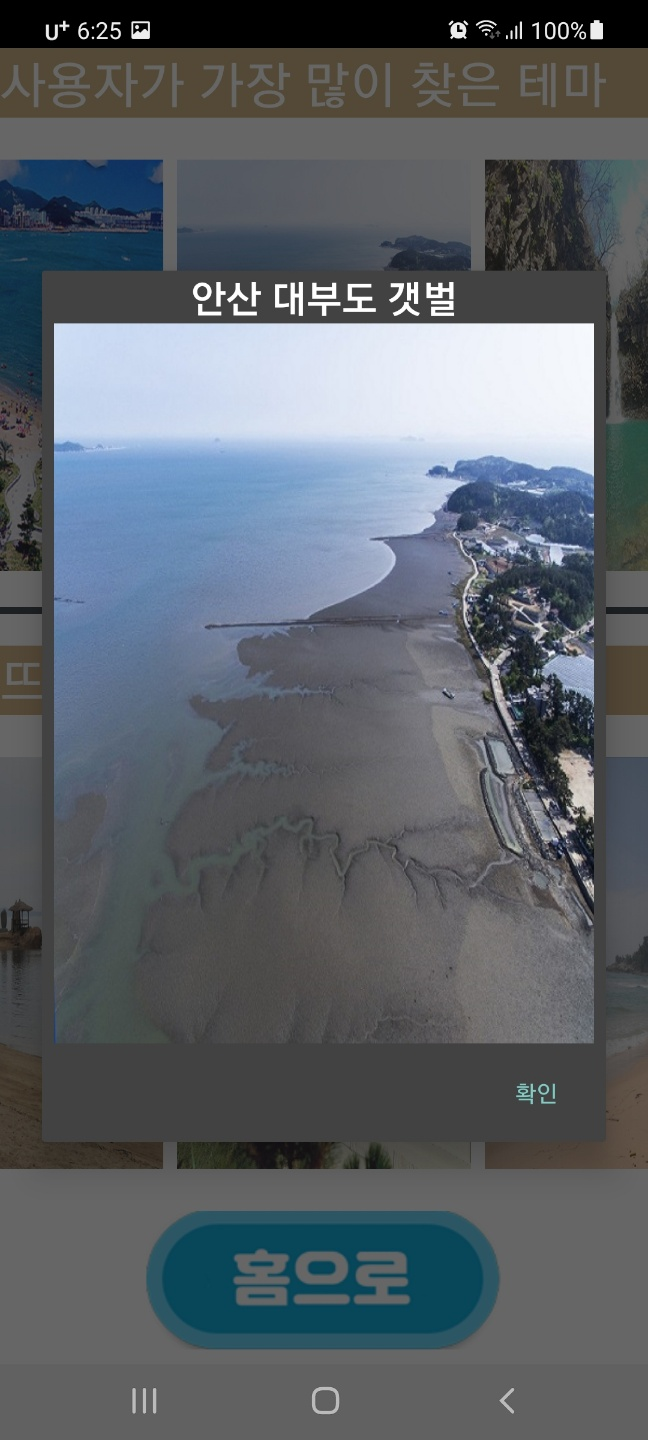 U+ 6:25 100%
사용자가 가장 많이 찾은 테마
안산 대부도 갯벌
뜨
확인
홈으로